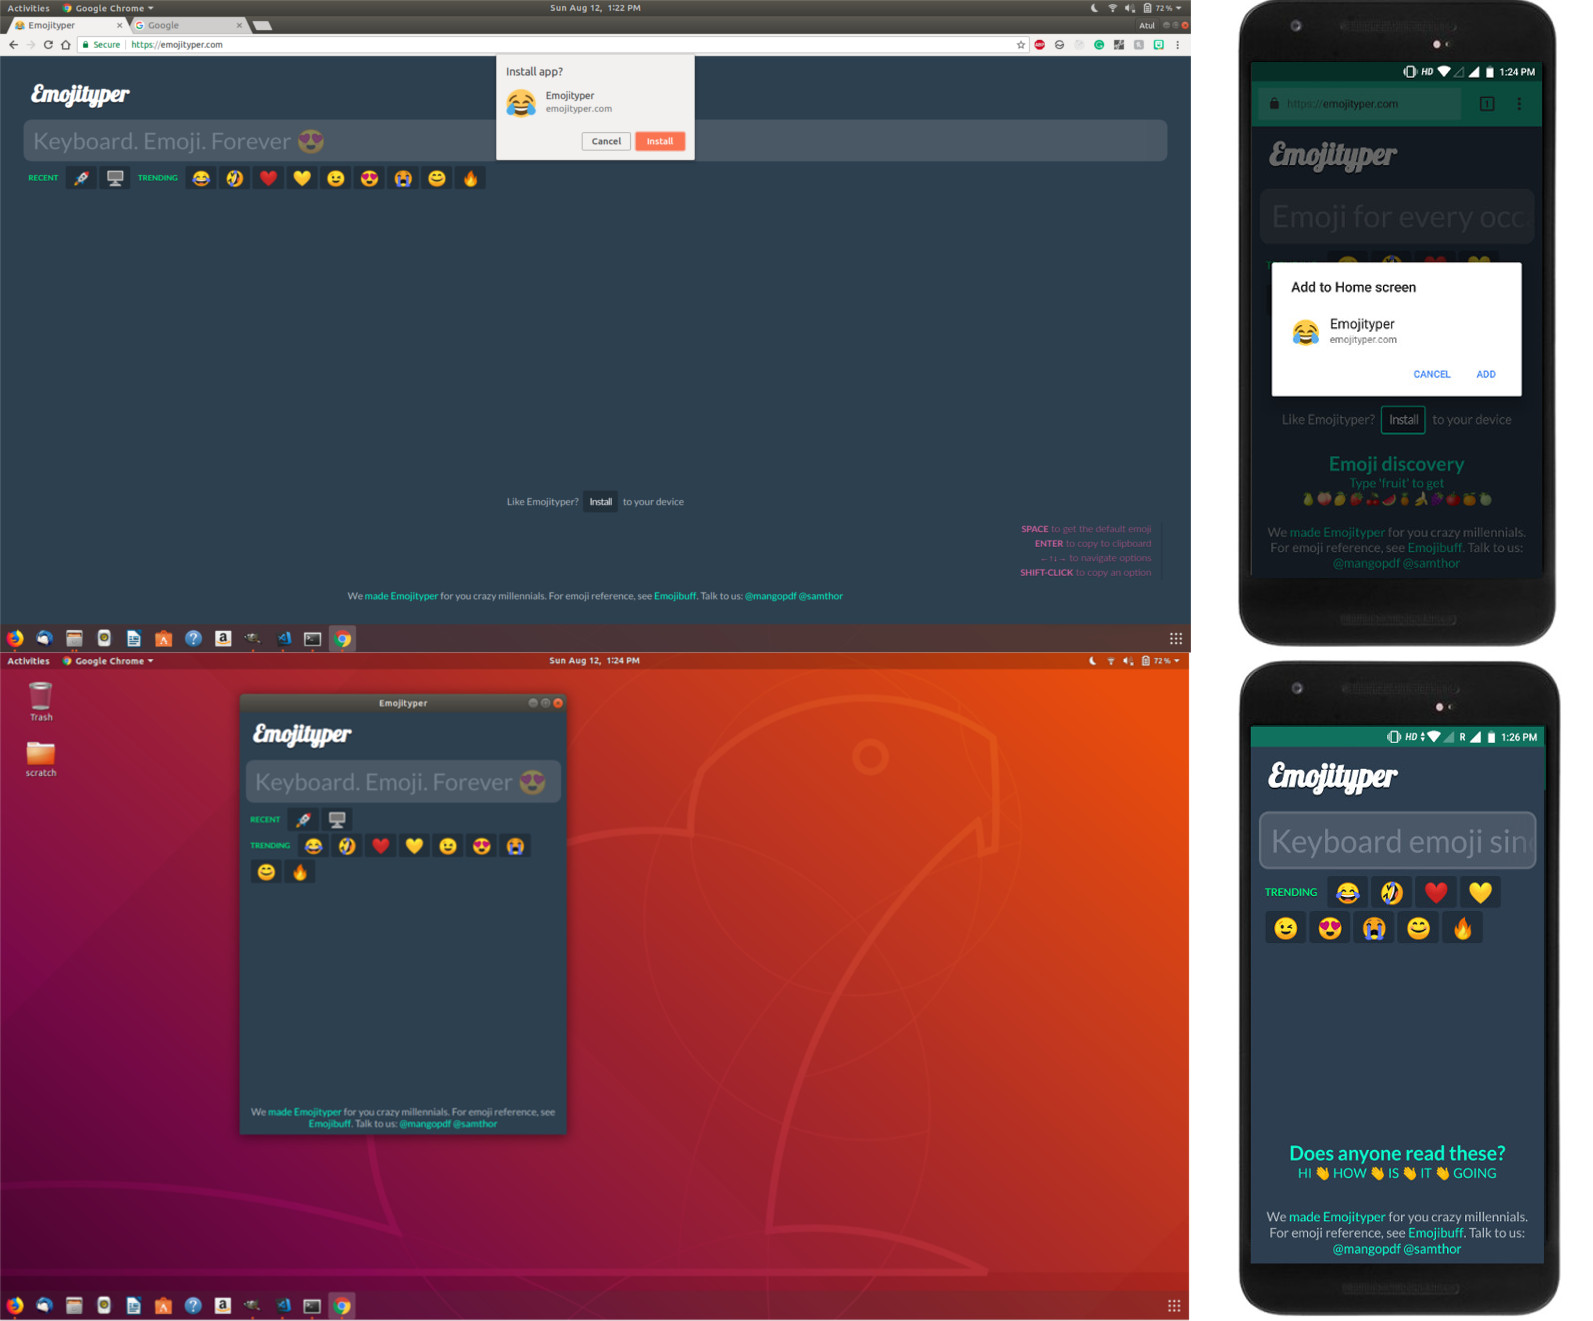 Activities Google Chrome Sun Aug 12, 1:22 PM 72 %
Emojityper Google Atul
Secure https://emojityper.com
Install app?
Emojityper
emojityper.com
Cancel Install
Emojityper
Keyboard. Emoji. Forever 😍
RECENT 🚀 🖥️ TRENDING 😂 🤣 ❤️ 💛 😉 😍 😭 😊 🔥
Like Emojityper? Install to your device
SPACE to get the default emoji
ENTER to copy to clipboard
←↑↓→ to navigate options
SHIFT-CLICK to copy an option
We made Emojityper for you crazy millennials. For emoji reference, see Emojibuff. Talk to us: @mangopdf @samthor
HD 1:24 PM
https://emojityper.com 1
Emojityper
Emoji for every occ
Add to Home screen
Emojityper
emojityper.com
CANCEL ADD
Like Emojityper? Install to your device
Emoji discovery
Type 'fruit' to get
We made Emojityper for you crazy millennials.
For emoji reference, see Emojibuff. Talk to us:
@mangopdf @samthor
Activities Google Chrome Sun Aug 12, 1:24 PM 72 %
Trash
scratch
Emojityper
Emojityper
Keyboard. Emoji. Forever 😍
RECENT 🚀 🖥️
TRENDING 😂 🤣 ❤️ 💛 😉 😍 😭
😊 🔥
We made Emojityper for you crazy millennials. For emoji reference, see
Emojibuff. Talk to us: @mangopdf @samthor
HD R 1:26 PM
Emojityper
Keyboard emoji sin
TRENDING 😂 🤣 ❤️ 💛
😉 😍 😭 😊 🔥
Does anyone read these?
HI 👏 HOW 👏 IS 👏 IT 👏 GOING
We made Emojityper for you crazy millennials.
For emoji reference, see Emojibuff. Talk to us:
@mangopdf @samthor